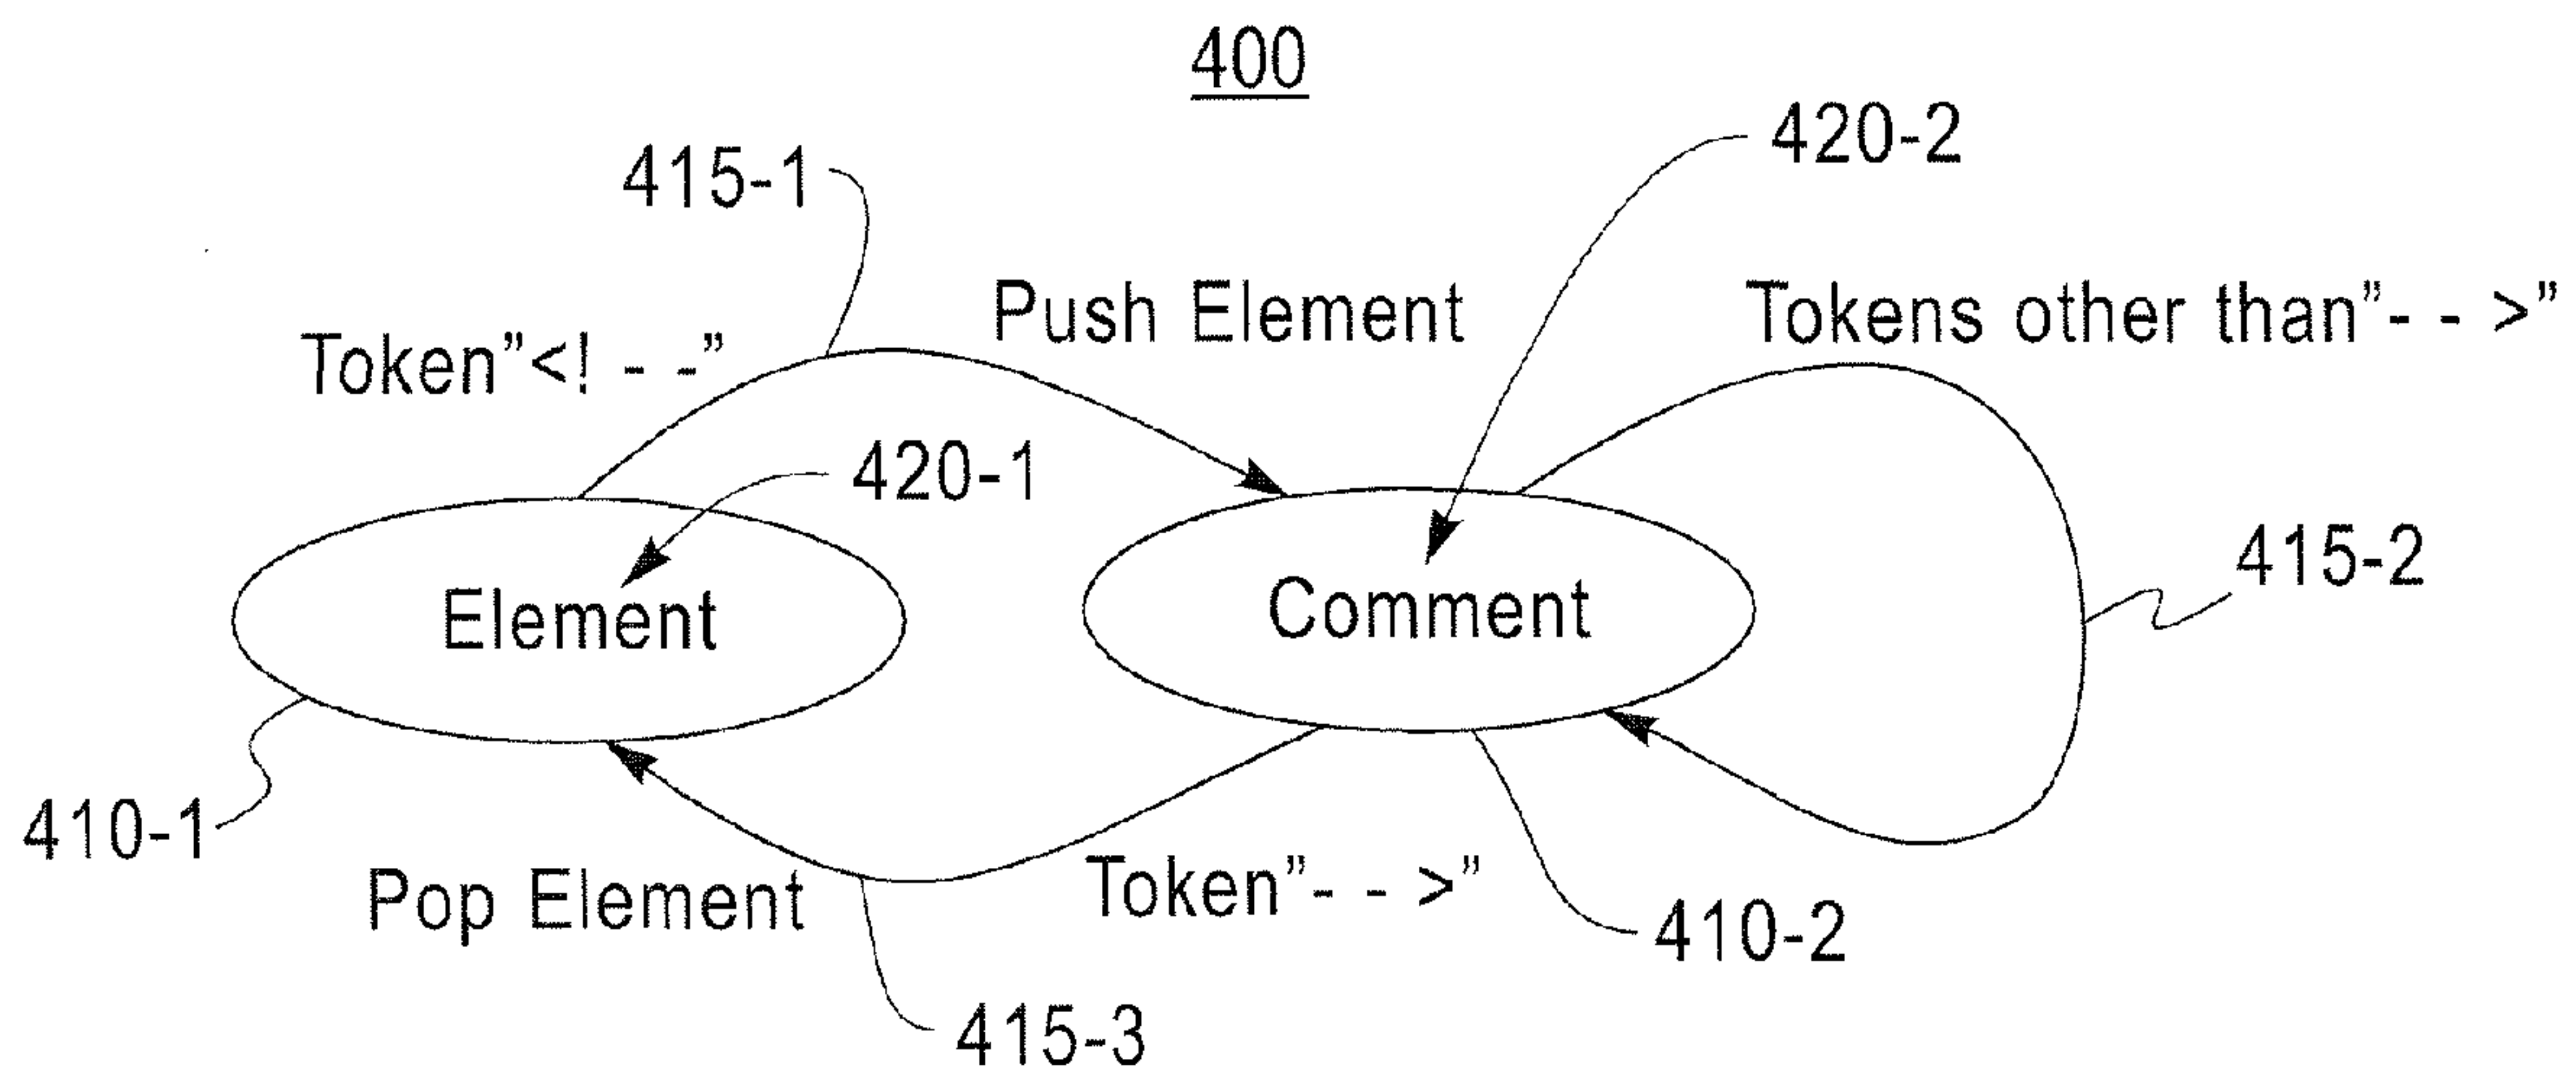 400
420-2
415-1
Push Element
Tokens other than"- - >"
Token"<! - -"
420-1
415-2
Element
Comment
410-1
Pop Element
Token"- - >"
410-2
415-3